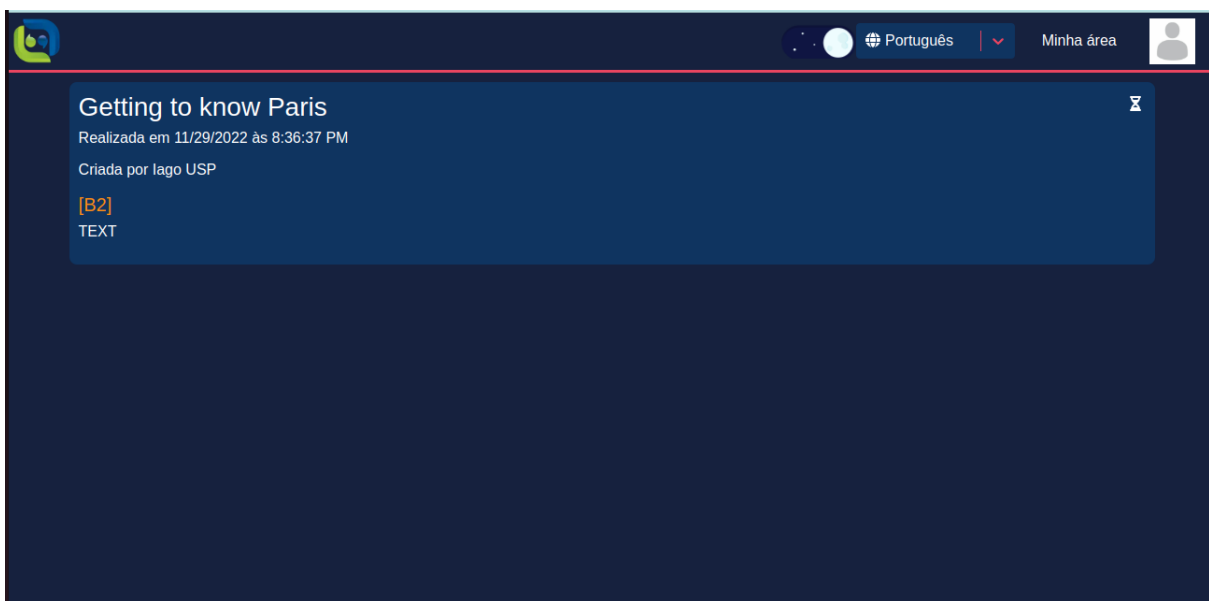 Português
Minha área
Getting to know Paris
Realizada em 11/29/2022 às 8:36:37 PM
Criada por Iago USP
[B2]
TEXT